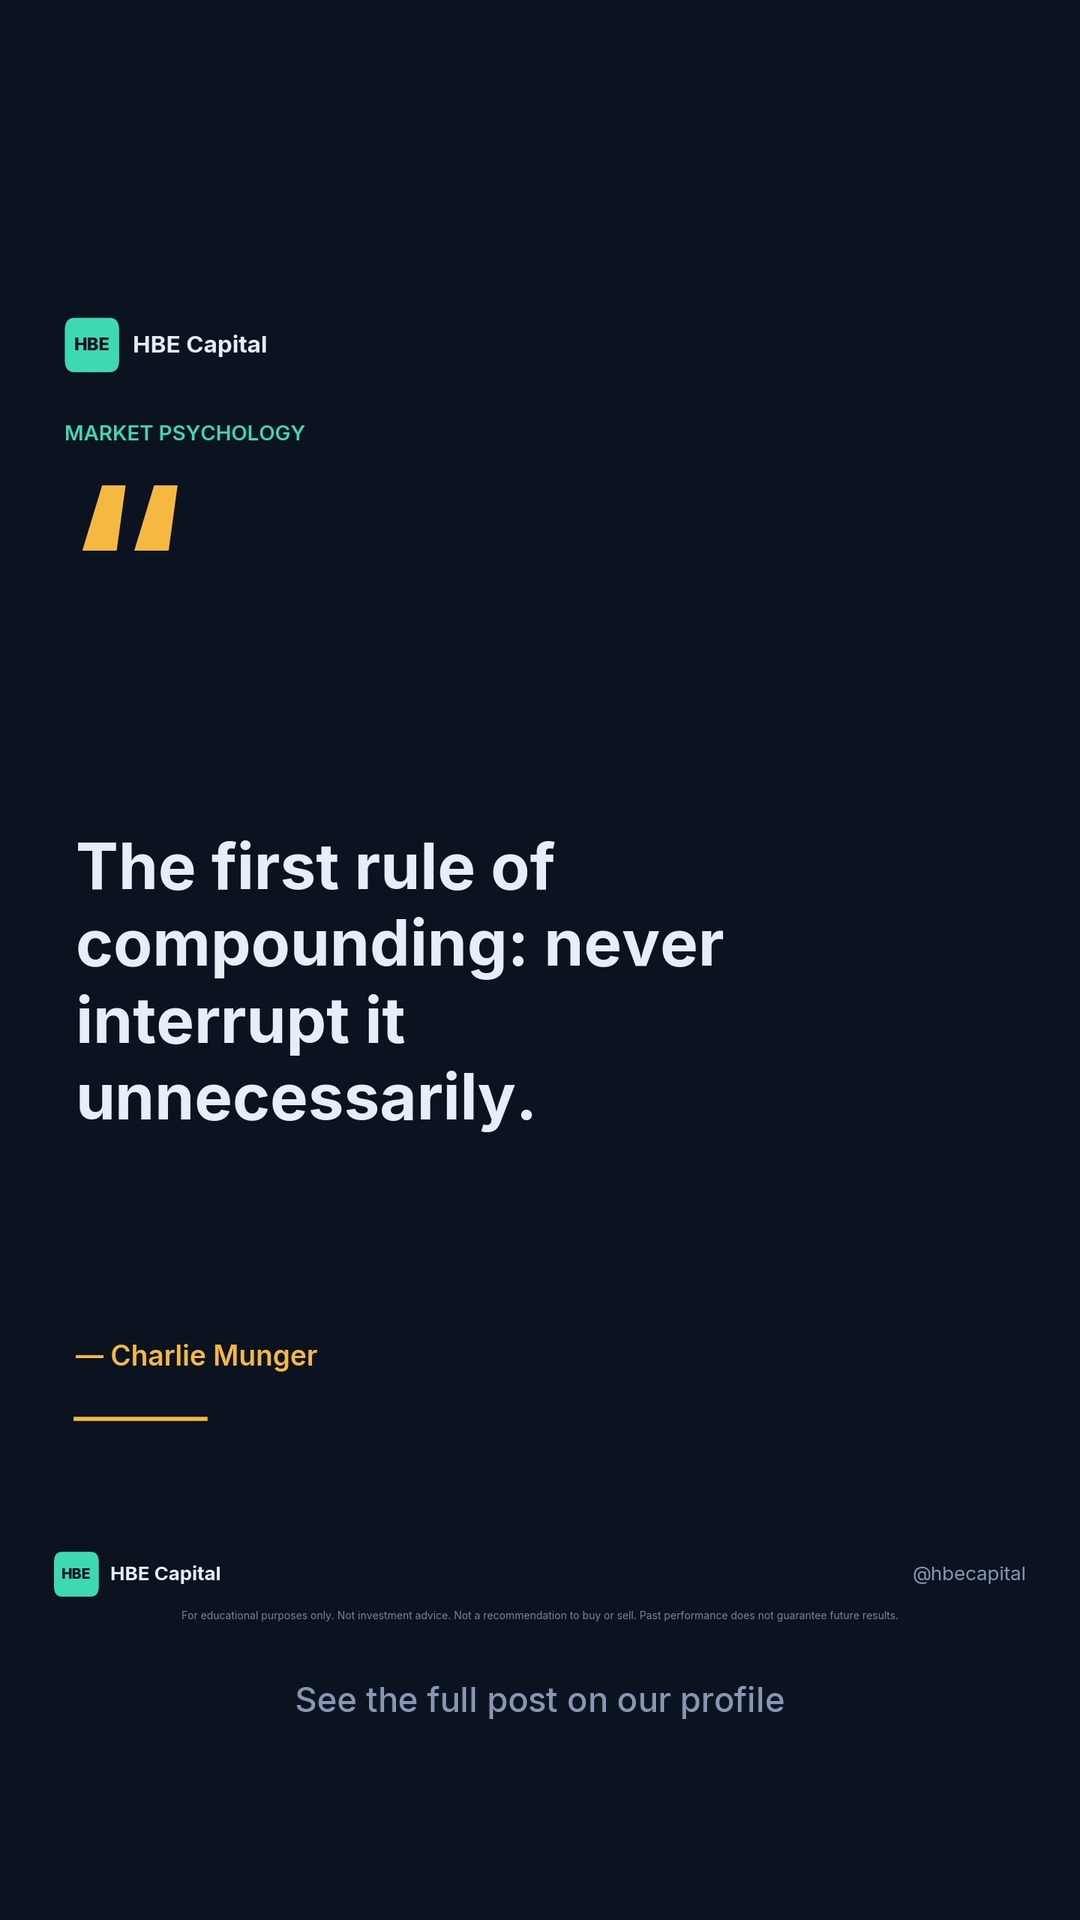 HBE HBE Capital
MARKET PSYCHOLOGY
"
The first rule of
compounding: never
interrupt it
unnecessarily.
— Charlie Munger
HBE HBE Capital @hbecapital
For educational purposes only. Not investment advice. Not a recommendation to buy or sell. Past performance does not guarantee future results.
See the full post on our profile